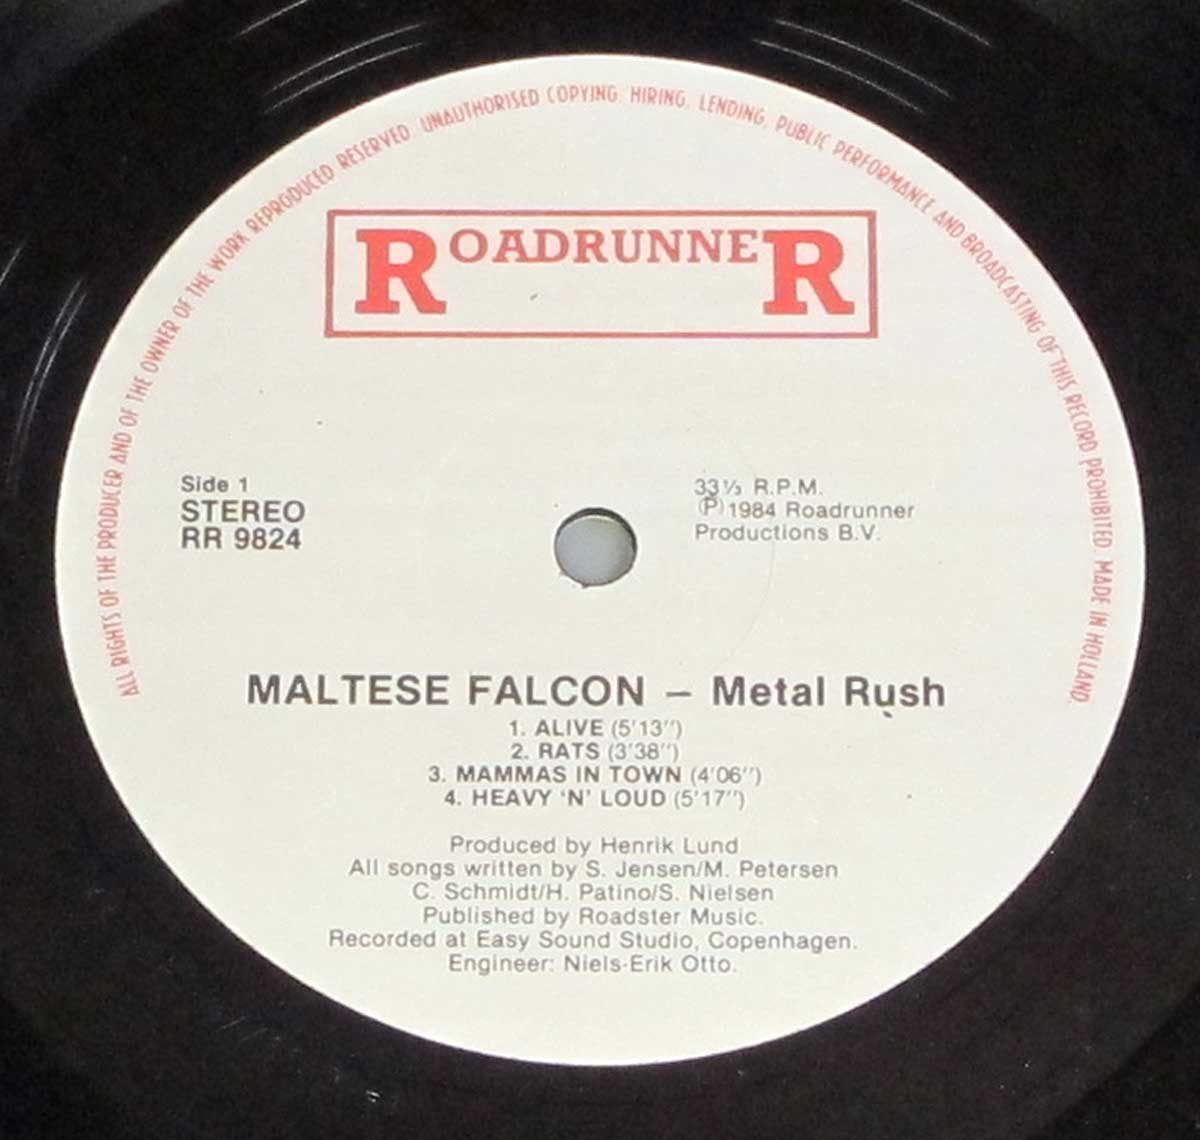 ALL RIGHTS OF THE PRODUCER AND OF THE OWNER OF THE WORK REPRODUCED RESERVED. UNAUTHORISED COPYING, HIRING, LENDING, PUBLIC PERFORMANCE AND BROADCASTING OF THIS RECORD PROHIBITED. MADE IN HOLLAND.
ROADRUNNER
Side 1
STEREO
RR 9824
33⅓ R.P.M.
Ⓟ 1984 Roadrunner
Productions B.V.
MALTESE FALCON – Metal Rush
1. ALIVE (5'13")
2. RATS (3'38")
3. MAMMAS IN TOWN (4'06")
4. HEAVY 'N' LOUD (5'17")
Produced by Henrik Lund
All songs written by S. Jensen/M. Petersen
C. Schmidt/H. Patino/S. Nielsen
Published by Roadster Music.
Recorded at Easy Sound Studio, Copenhagen.
Engineer: Niels-Erik Otto.